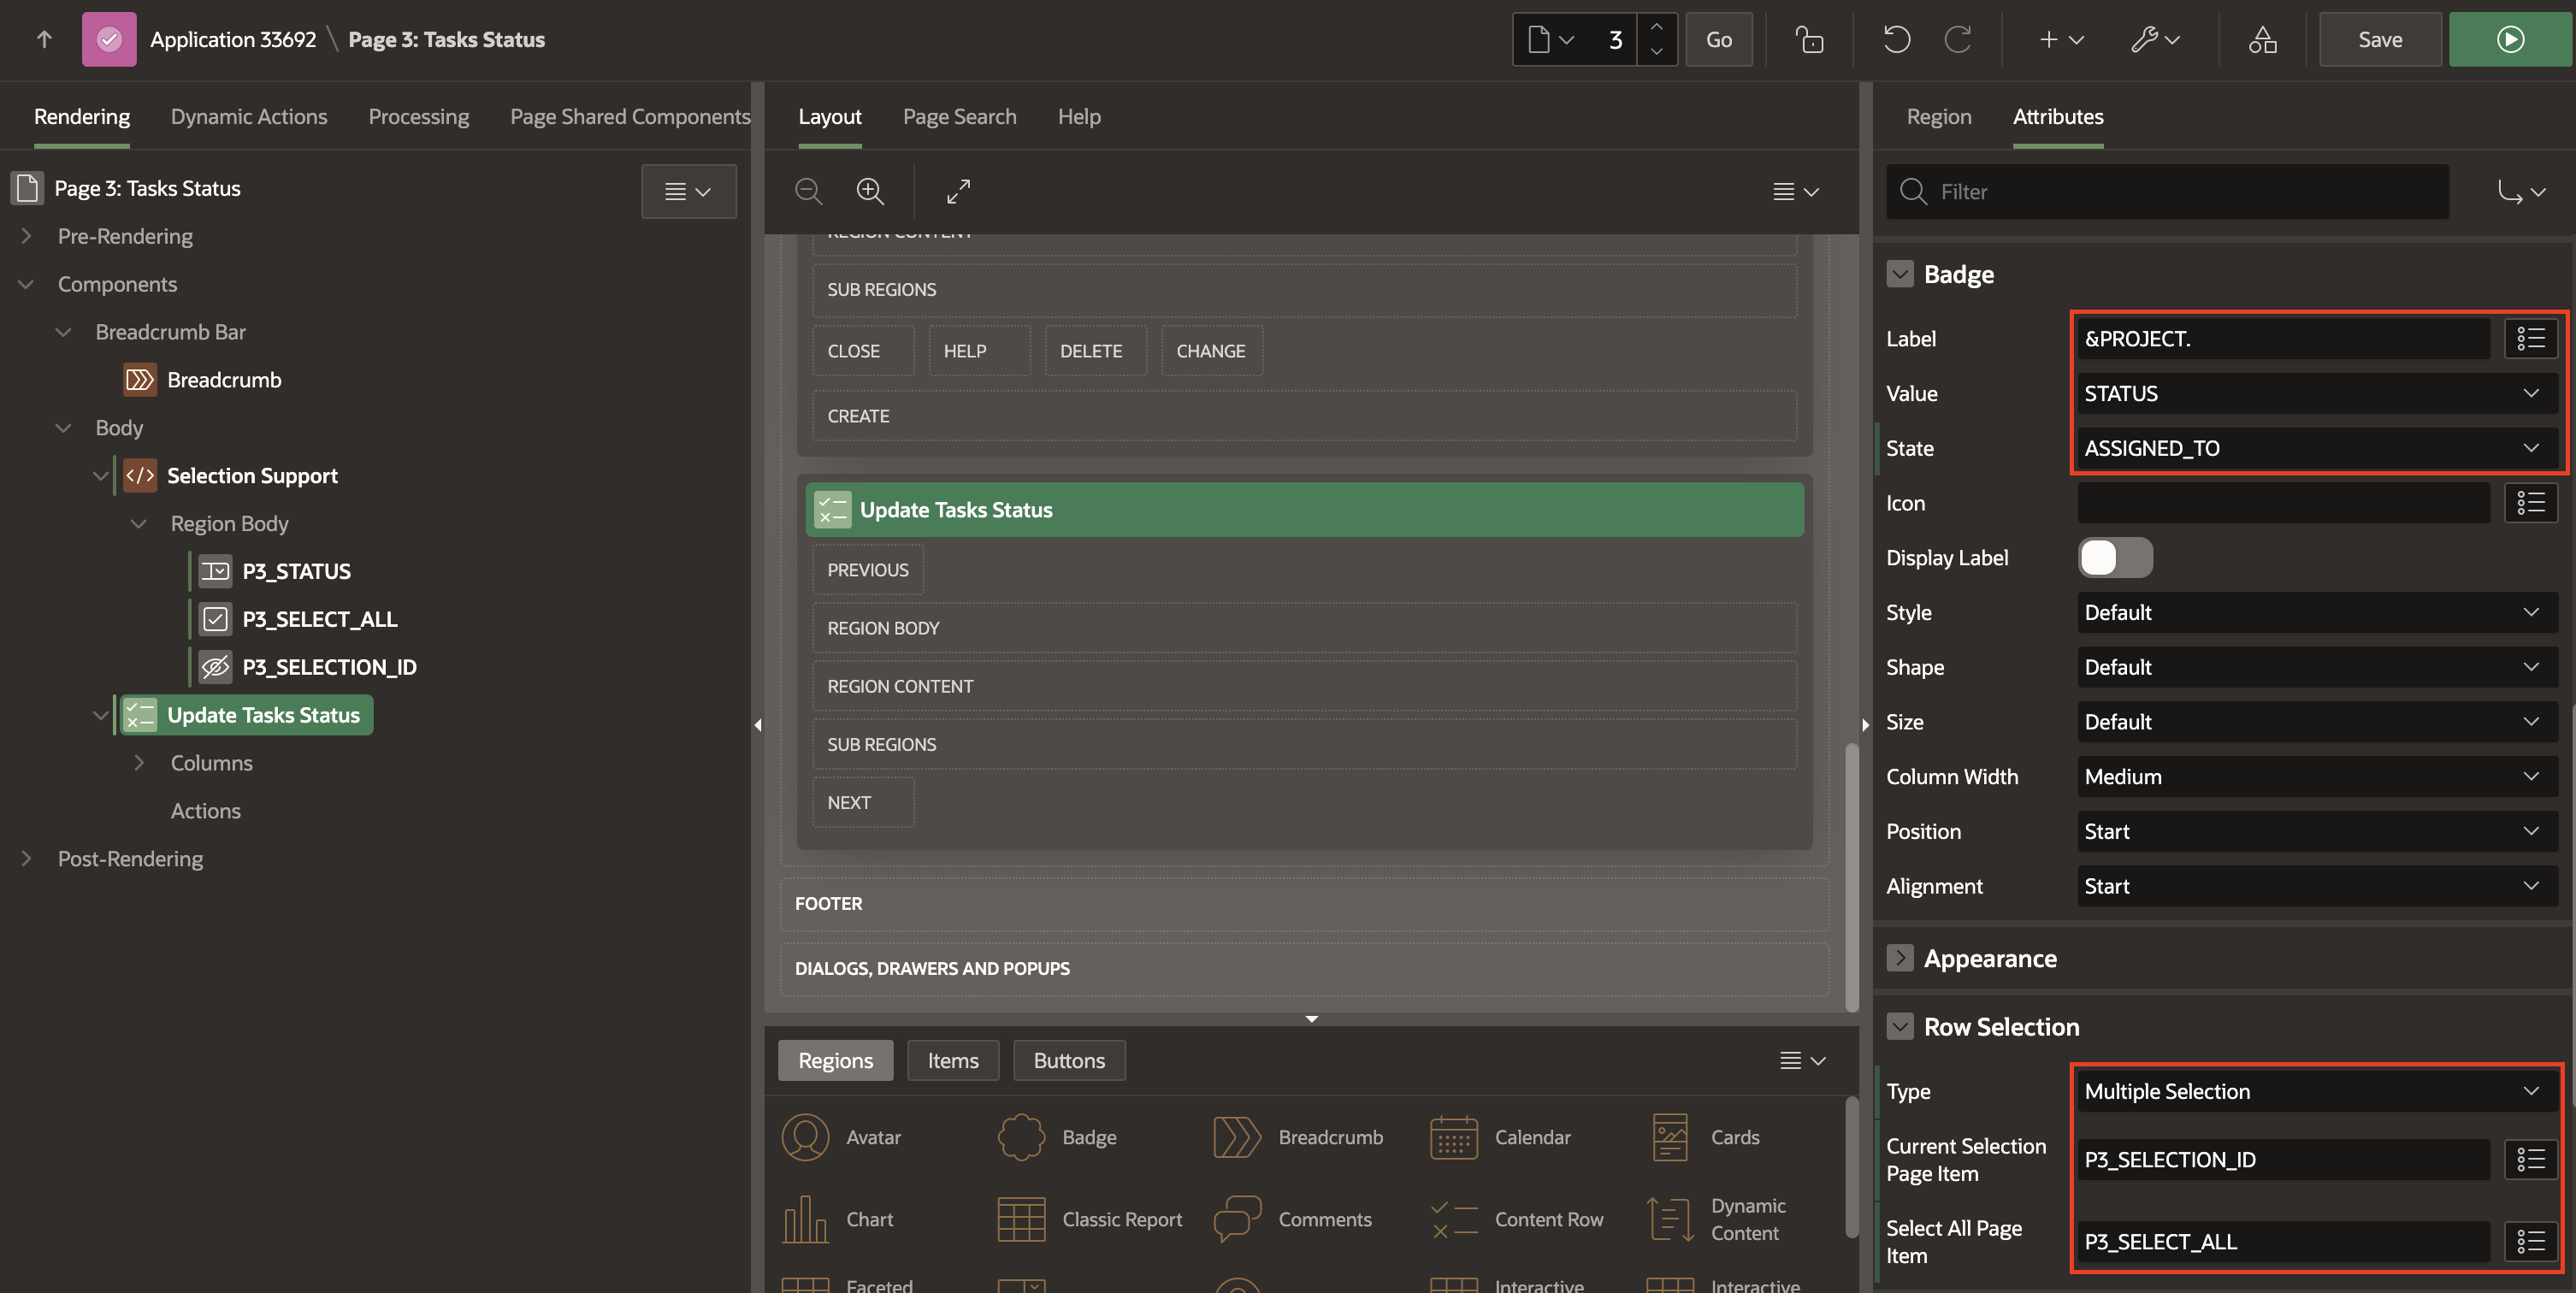 Application 33692 \ Page 3: Tasks Status
3
Go
Save
Rendering Dynamic Actions Processing Page Shared Components
Page 3: Tasks Status
Pre-Rendering
Components
Breadcrumb Bar
Breadcrumb
Body
Selection Support
Region Body
P3_STATUS
P3_SELECT_ALL
P3_SELECTION_ID
Update Tasks Status
Columns
Actions
Post-Rendering
Layout Page Search Help
REGION CONTENT
SUB REGIONS
CLOSE HELP DELETE CHANGE
CREATE
Update Tasks Status
PREVIOUS
REGION BODY
REGION CONTENT
SUB REGIONS
NEXT
FOOTER
DIALOGS, DRAWERS AND POPUPS
Regions Items Buttons
Avatar Badge Breadcrumb Calendar Cards
Chart Classic Report Comments Content Row Dynamic Content
Faceted Interactive Interactive
Region Attributes
Filter
Badge
Label &PROJECT.
Value STATUS
State ASSIGNED_TO
Icon
Display Label
Style Default
Shape Default
Size Default
Column Width Medium
Position Start
Alignment Start
Appearance
Row Selection
Type Multiple Selection
Current Selection
Page Item P3_SELECTION_ID
Select All Page
Item P3_SELECT_ALL